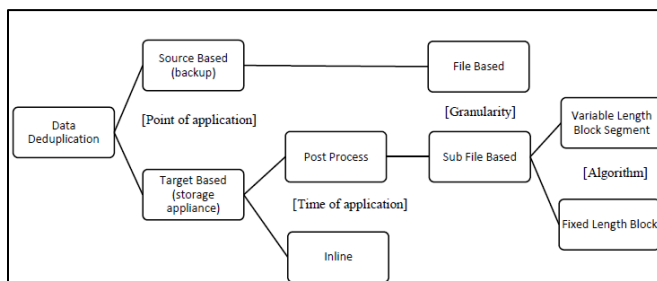 Source Based
(backup)
File Based
Data
Deduplication
[Point of application]
[Granularity]
Variable Length
Block Segment
Post Process
Sub File Based
[Algorithm]
Target Based
(storage
appliance)
[Time of application]
Fixed Length Block
Inline